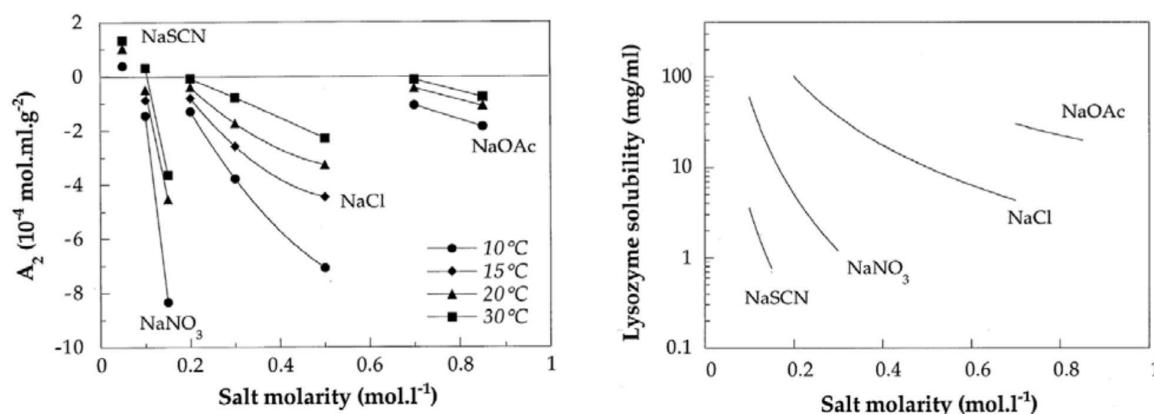 2
0
-2
-4
-6
-8
-10
A₂ (10⁻⁴ mol.ml.g⁻²)
NaSCN
NaOAc
NaCl
NaNO₃
10°C
15°C
20°C
30°C
0 0.2 0.4 0.6 0.8 1
Salt molarity (mol.l⁻¹)
100
10
1
0.1
Lysozyme solubility (mg/ml)
NaOAc
NaCl
NaNO₃
NaSCN
0 0.2 0.4 0.6 0.8 1
Salt molarity (mol.l⁻¹)